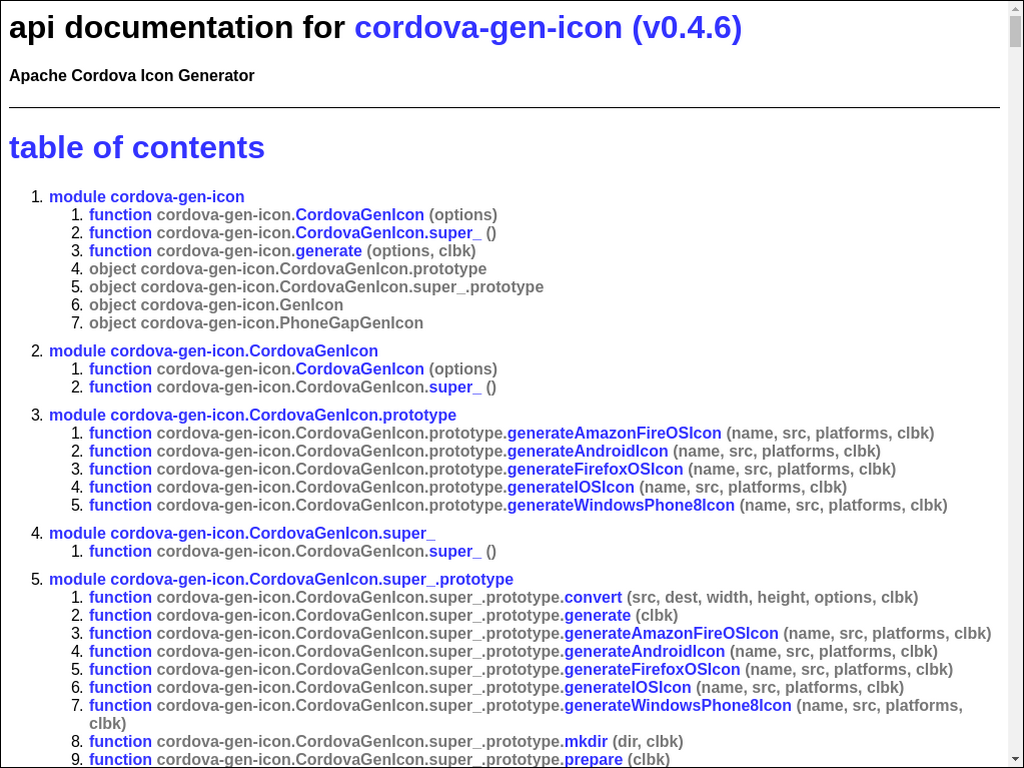 api documentation for cordova-gen-icon (v0.4.6)
Apache Cordova Icon Generator
table of contents
1. module cordova-gen-icon
1. function cordova-gen-icon.CordovaGenIcon (options)
2. function cordova-gen-icon.CordovaGenIcon.super_ ()
3. function cordova-gen-icon.generate (options, clbk)
4. object cordova-gen-icon.CordovaGenIcon.prototype
5. object cordova-gen-icon.CordovaGenIcon.super_.prototype
6. object cordova-gen-icon.GenIcon
7. object cordova-gen-icon.PhoneGapGenIcon
2. module cordova-gen-icon.CordovaGenIcon
1. function cordova-gen-icon.CordovaGenIcon (options)
2. function cordova-gen-icon.CordovaGenIcon.super_ ()
3. module cordova-gen-icon.CordovaGenIcon.prototype
1. function cordova-gen-icon.CordovaGenIcon.prototype.generateAmazonFireOSIcon (name, src, platforms, clbk)
2. function cordova-gen-icon.CordovaGenIcon.prototype.generateAndroidIcon (name, src, platforms, clbk)
3. function cordova-gen-icon.CordovaGenIcon.prototype.generateFirefoxOSIcon (name, src, platforms, clbk)
4. function cordova-gen-icon.CordovaGenIcon.prototype.generateIOSIcon (name, src, platforms, clbk)
5. function cordova-gen-icon.CordovaGenIcon.prototype.generateWindowsPhone8Icon (name, src, platforms, clbk)
4. module cordova-gen-icon.CordovaGenIcon.super_
1. function cordova-gen-icon.CordovaGenIcon.super_ ()
5. module cordova-gen-icon.CordovaGenIcon.super_.prototype
1. function cordova-gen-icon.CordovaGenIcon.super_.prototype.convert (src, dest, width, height, options, clbk)
2. function cordova-gen-icon.CordovaGenIcon.super_.prototype.generate (clbk)
3. function cordova-gen-icon.CordovaGenIcon.super_.prototype.generateAmazonFireOSIcon (name, src, platforms, clbk)
4. function cordova-gen-icon.CordovaGenIcon.super_.prototype.generateAndroidIcon (name, src, platforms, clbk)
5. function cordova-gen-icon.CordovaGenIcon.super_.prototype.generateFirefoxOSIcon (name, src, platforms, clbk)
6. function cordova-gen-icon.CordovaGenIcon.super_.prototype.generateIOSIcon (name, src, platforms, clbk)
7. function cordova-gen-icon.CordovaGenIcon.super_.prototype.generateWindowsPhone8Icon (name, src, platforms,
clbk)
8. function cordova-gen-icon.CordovaGenIcon.super_.prototype.mkdir (dir, clbk)
9. function cordova-gen-icon.CordovaGenIcon.super_.prototype.prepare (clbk)